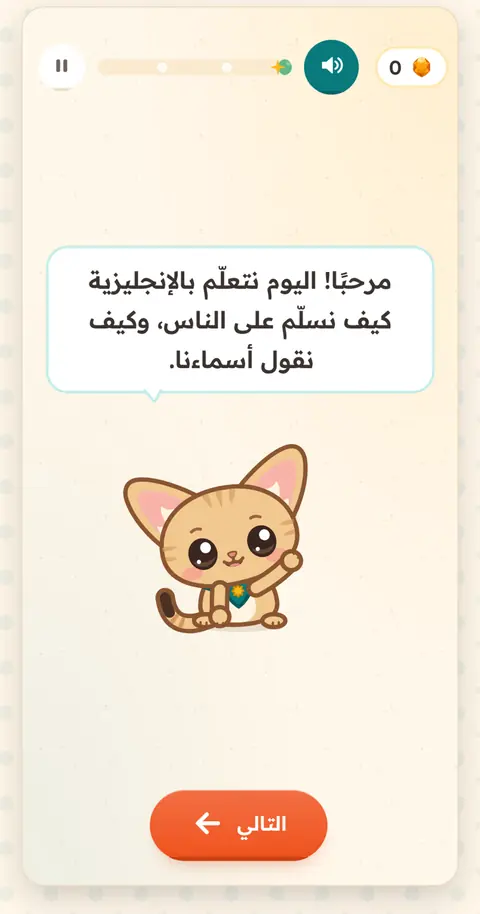 0
مرحبًا! اليوم نتعلّم بالإنجليزية
كيف نسلّم على الناس، وكيف
نقول أسماءنا.
التالي